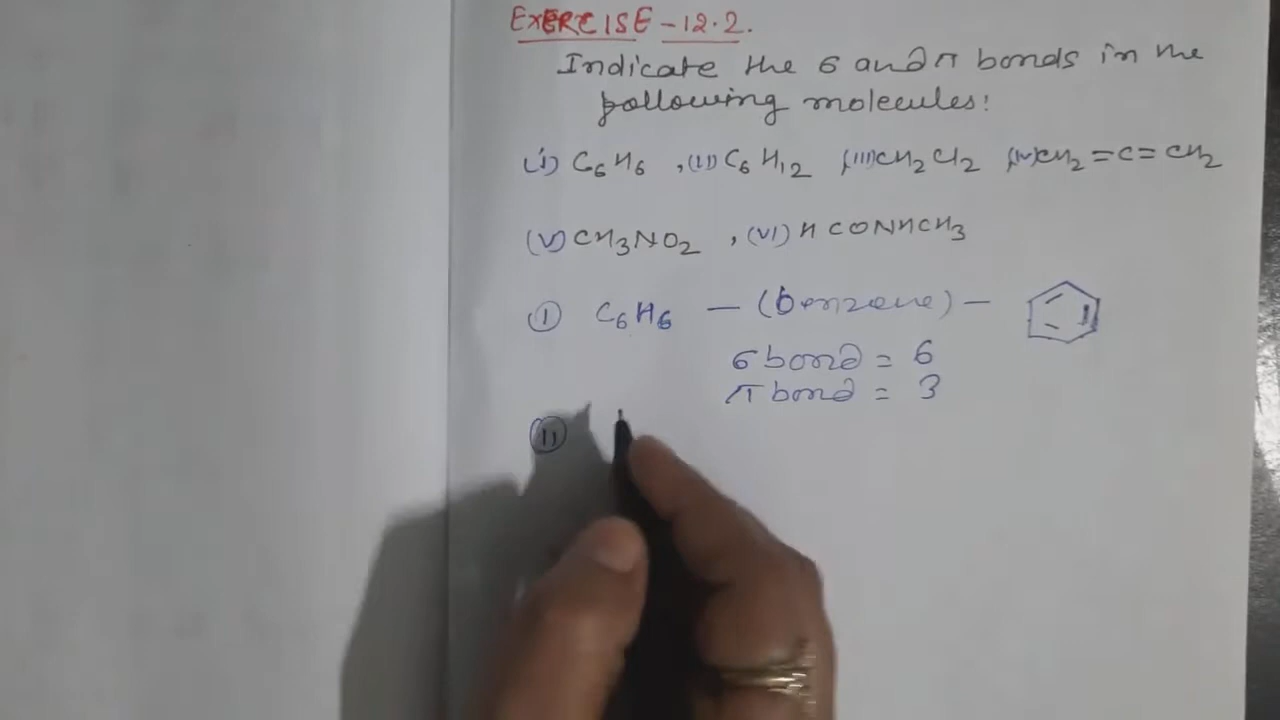 EXERCISE-12.2.
Indicate the σ and π bonds in the
following molecules:
(i) C6H6 ,(ii) C6H12 (iii) CH2Cl2 (iv) CH2=C=CH2
(v) CH3NO2 , (vi) HCONHCH3
① C6H6 — (benzene) —
σ bond = 6
π bond = 3
(ii)